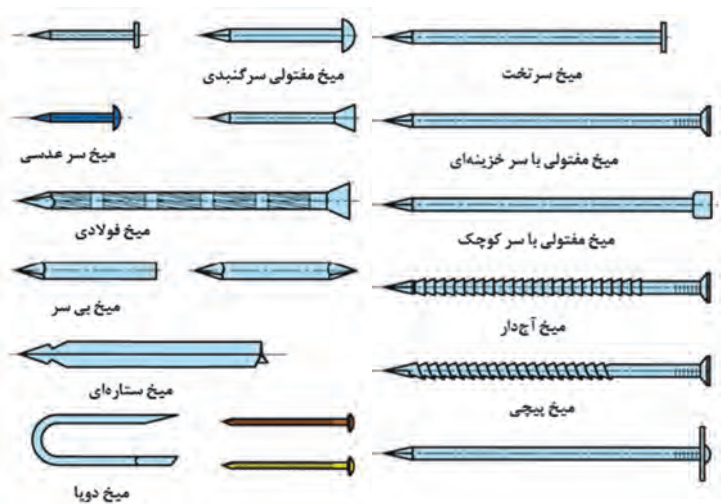 میخ مفتولی سرگنبدی
میخ سرتخت
میخ سر عدسی
میخ مفتولی با سر خزینه‌ای
میخ فولادی
میخ مفتولی با سر کوچک
میخ بی سر
میخ آج‌دار
میخ ستاره‌ای
میخ پیچی
میخ دوپا